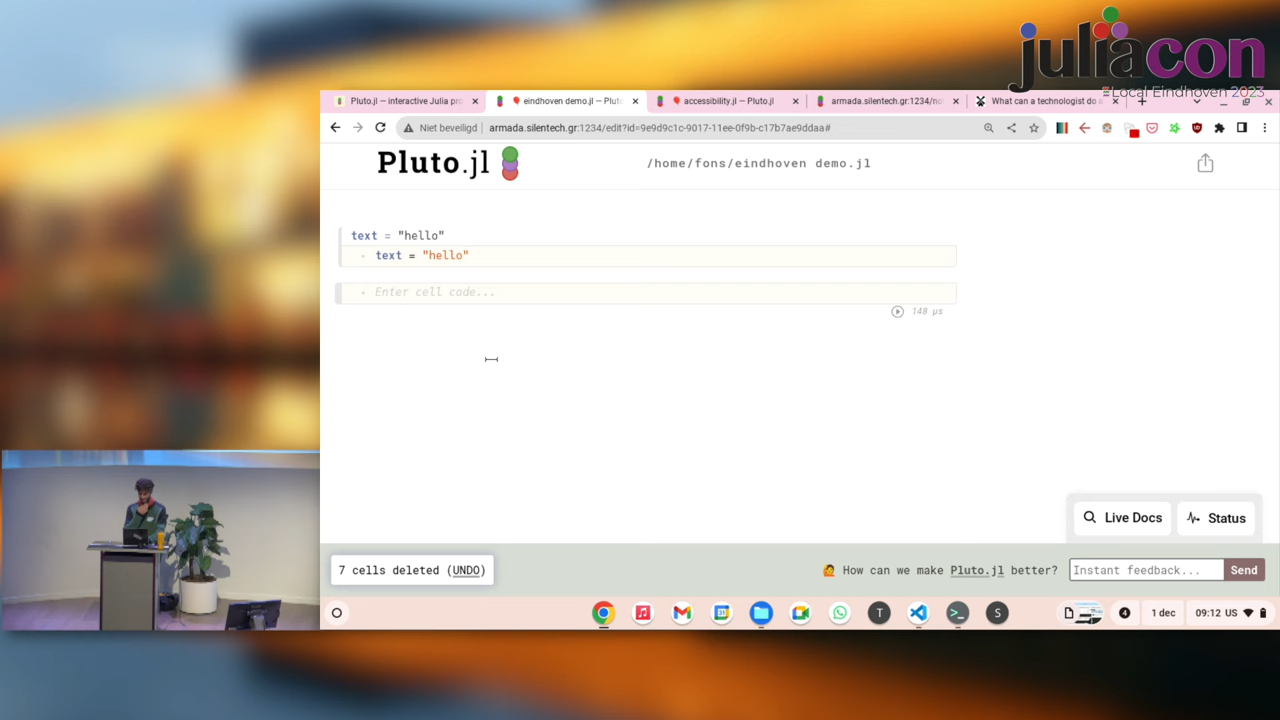 juliacon
Local Eindhoven 2023
Pluto.jl — interactive Julia pro
eindhoven demo.jl — Pluto
accessibility.jl — Pluto.jl
armada.silentech.gr:1234/no
What can a technologist do a
Niet beveiligd
armada.silentech.gr:1234/edit?id=9e9d9c1c-9017-11ee-0f9b-c17b7ae9ddaa#
Pluto.jl
/home/fons/eindhoven demo.jl
text = "hello"
text = "hello"
Enter cell code...
148 μs
Live Docs
Status
7 cells deleted (UNDO)
How can we make Pluto.jl better?
Instant feedback...
Send
T
S
4
1 dec
09:12 US